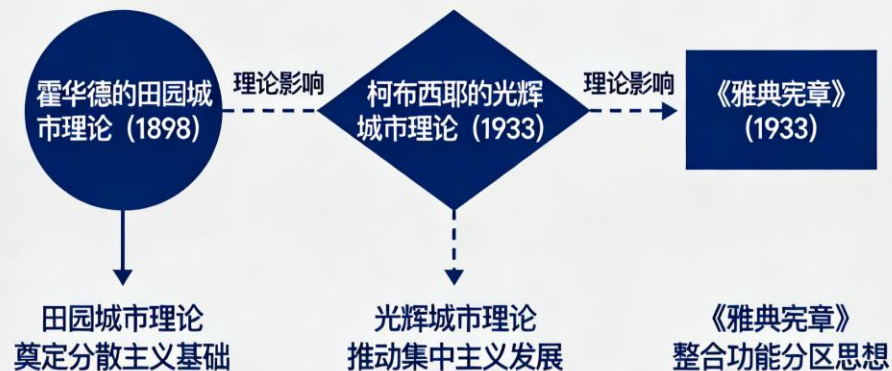 霍华德的田园城
市理论（1898）
理论影响
柯布西耶的光辉
城市理论（1933）
理论影响
《雅典宪章》
（1933）
田园城市理论
奠定分散主义基础
光辉城市理论
推动集中主义发展
《雅典宪章》
整合功能分区思想